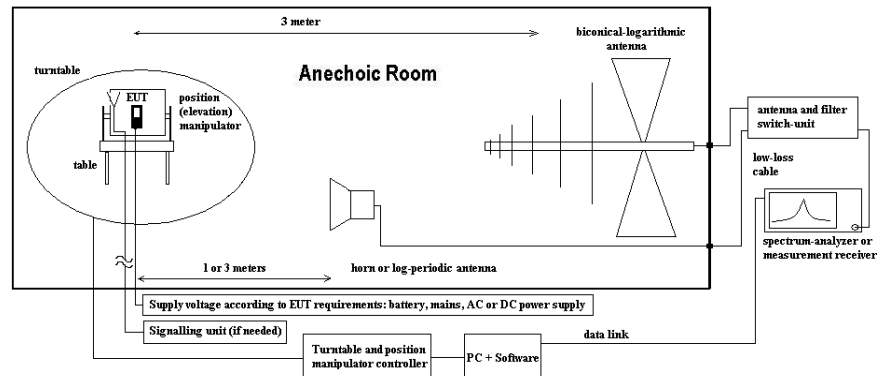 3 meter
biconical-logarithmic
antenna
turntable
Anechoic Room
EUT
position
(elevation)
manipulator
antenna and filter
switch-unit
table
low-loss
cable
spectrum-analyzer or
measurement receiver
1 or 3 meters
horn or log-periodic antenna
Supply voltage according to EUT requirements: battery, mains, AC or DC power supply
Signalling unit (if needed)
data link
Turntable and position
manipulator controller
PC + Software